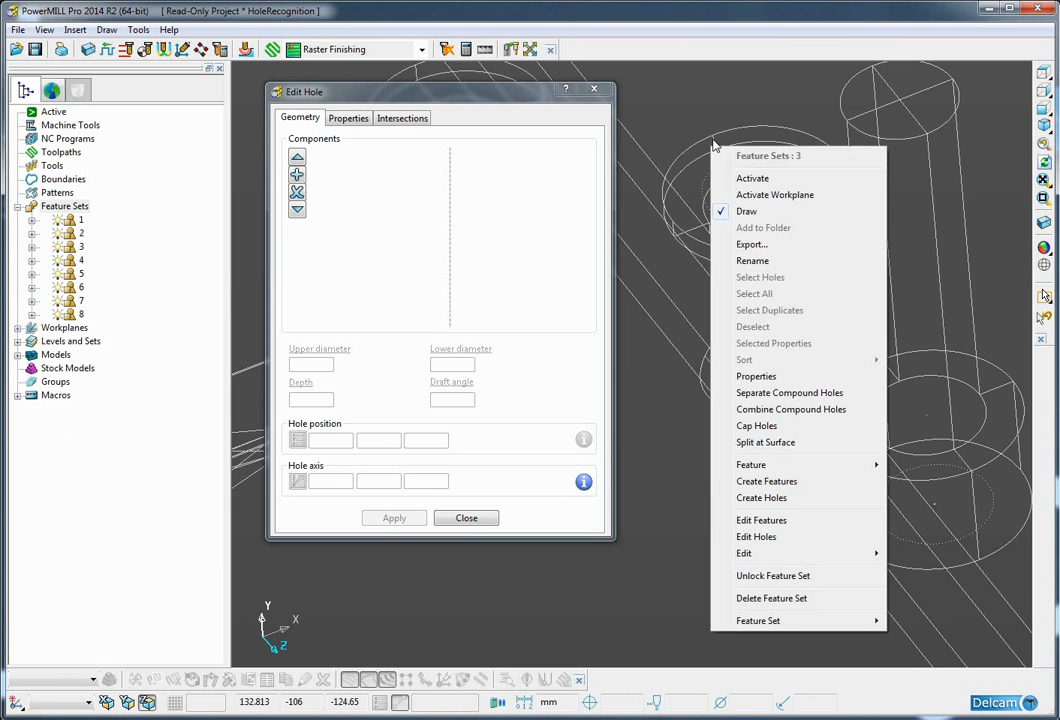 PowerMILL Pro 2014 R2 (64-bit) [ Read-Only Project * HoleRecognition ]
File View Insert Draw Tools Help
Raster Finishing
Active
Machine Tools
NC Programs
Toolpaths
Tools
Boundaries
Patterns
Feature Sets
1
2
3
4
5
6
7
8
Workplanes
Levels and Sets
Models
Stock Models
Groups
Macros
Edit Hole
Geometry Properties Intersections
Components
Upper diameter Lower diameter
Depth Draft angle
Hole position
Hole axis
Apply Close
Feature Sets : 3
Activate
Activate Workplane
Draw
Add to Folder
Export...
Rename
Select Holes
Select All
Select Duplicates
Deselect
Selected Properties
Sort
Properties
Separate Compound Holes
Combine Compound Holes
Cap Holes
Split at Surface
Feature
Create Features
Create Holes
Edit Features
Edit Holes
Edit
Unlock Feature Set
Delete Feature Set
Feature Set
Y
X
Z
132.813 -106 -124.65 mm Delcam